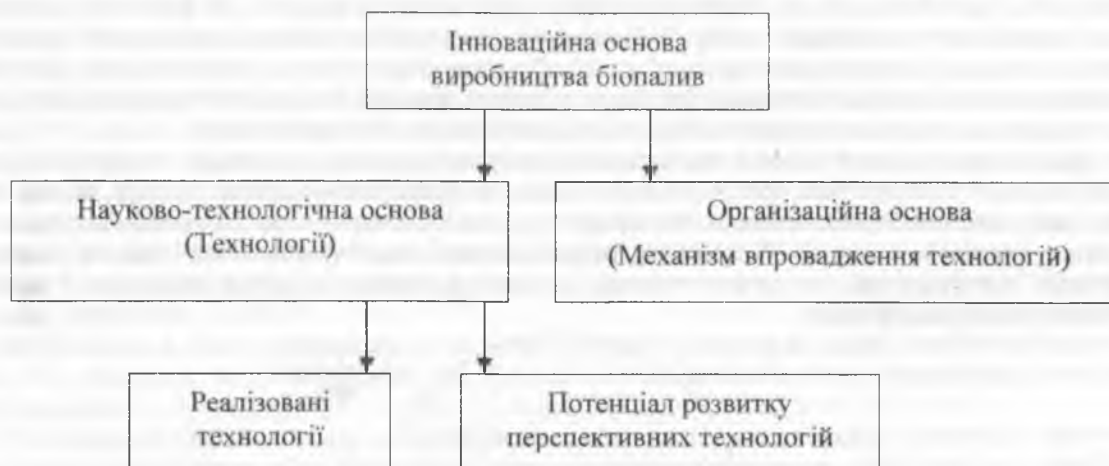 Інноваційна основа
виробництва біопалив
Науково-технологічна основа
(Технології)
Організаційна основа
(Механізм впровадження технологій)
Реалізовані
технології
Потенціал розвитку
перспективних технологій